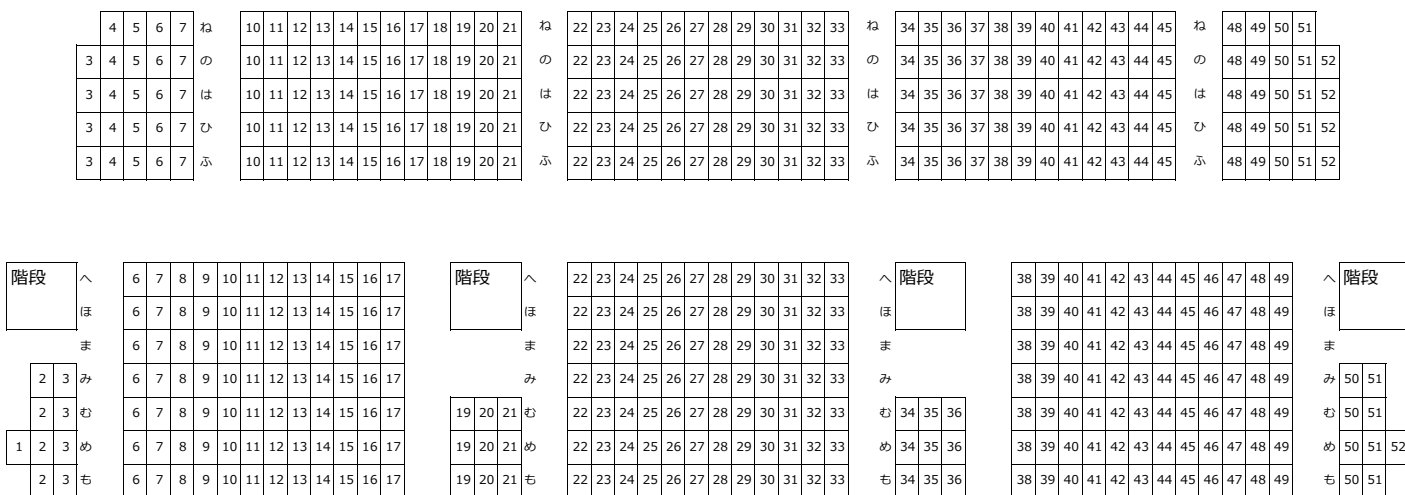 4 5 6 7 ね 10 11 12 13 14 15 16 17 18 19 20 21 ね 22 23 24 25 26 27 28 29 30 31 32 33 ね 34 35 36 37 38 39 40 41 42 43 44 45 ね 48 49 50 51
3 4 5 6 7 の 10 11 12 13 14 15 16 17 18 19 20 21 の 22 23 24 25 26 27 28 29 30 31 32 33 の 34 35 36 37 38 39 40 41 42 43 44 45 の 48 49 50 51 52
3 4 5 6 7 は 10 11 12 13 14 15 16 17 18 19 20 21 は 22 23 24 25 26 27 28 29 30 31 32 33 は 34 35 36 37 38 39 40 41 42 43 44 45 は 48 49 50 51 52
3 4 5 6 7 ひ 10 11 12 13 14 15 16 17 18 19 20 21 ひ 22 23 24 25 26 27 28 29 30 31 32 33 ひ 34 35 36 37 38 39 40 41 42 43 44 45 ひ 48 49 50 51 52
3 4 5 6 7 ふ 10 11 12 13 14 15 16 17 18 19 20 21 ふ 22 23 24 25 26 27 28 29 30 31 32 33 ふ 34 35 36 37 38 39 40 41 42 43 44 45 ふ 48 49 50 51 52
階段 へ 6 7 8 9 10 11 12 13 14 15 16 17 階段 へ 22 23 24 25 26 27 28 29 30 31 32 33 へ 階段 38 39 40 41 42 43 44 45 46 47 48 49 へ 階段
ほ 6 7 8 9 10 11 12 13 14 15 16 17 ほ 22 23 24 25 26 27 28 29 30 31 32 33 ほ 38 39 40 41 42 43 44 45 46 47 48 49 ほ
ま 6 7 8 9 10 11 12 13 14 15 16 17 ま 22 23 24 25 26 27 28 29 30 31 32 33 ま 38 39 40 41 42 43 44 45 46 47 48 49 ま
2 3 み 6 7 8 9 10 11 12 13 14 15 16 17 み 22 23 24 25 26 27 28 29 30 31 32 33 み 38 39 40 41 42 43 44 45 46 47 48 49 み 50 51
2 3 む 6 7 8 9 10 11 12 13 14 15 16 17 19 20 21 む 22 23 24 25 26 27 28 29 30 31 32 33 む 34 35 36 38 39 40 41 42 43 44 45 46 47 48 49 む 50 51
1 2 3 め 6 7 8 9 10 11 12 13 14 15 16 17 19 20 21 め 22 23 24 25 26 27 28 29 30 31 32 33 め 34 35 36 38 39 40 41 42 43 44 45 46 47 48 49 め 50 51 52
2 3 も 6 7 8 9 10 11 12 13 14 15 16 17 19 20 21 も 22 23 24 25 26 27 28 29 30 31 32 33 も 34 35 36 38 39 40 41 42 43 44 45 46 47 48 49 も 50 51